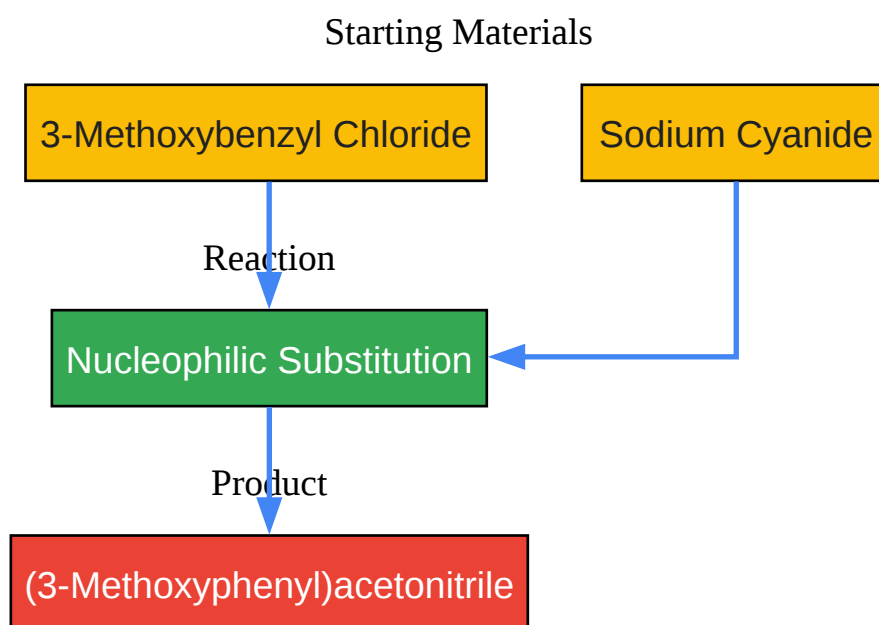 Starting Materials
3-Methoxybenzyl Chloride
Sodium Cyanide
Reaction
Nucleophilic Substitution
Product
(3-Methoxyphenyl)acetonitrile